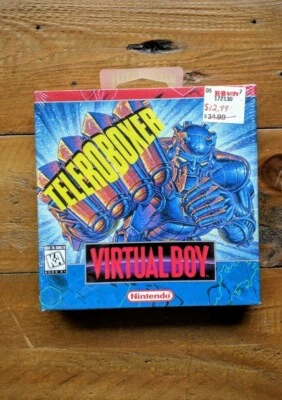 $12.99
$34.99
TELEROBOXER
VIRTUAL BOY
K-A
Nintendo